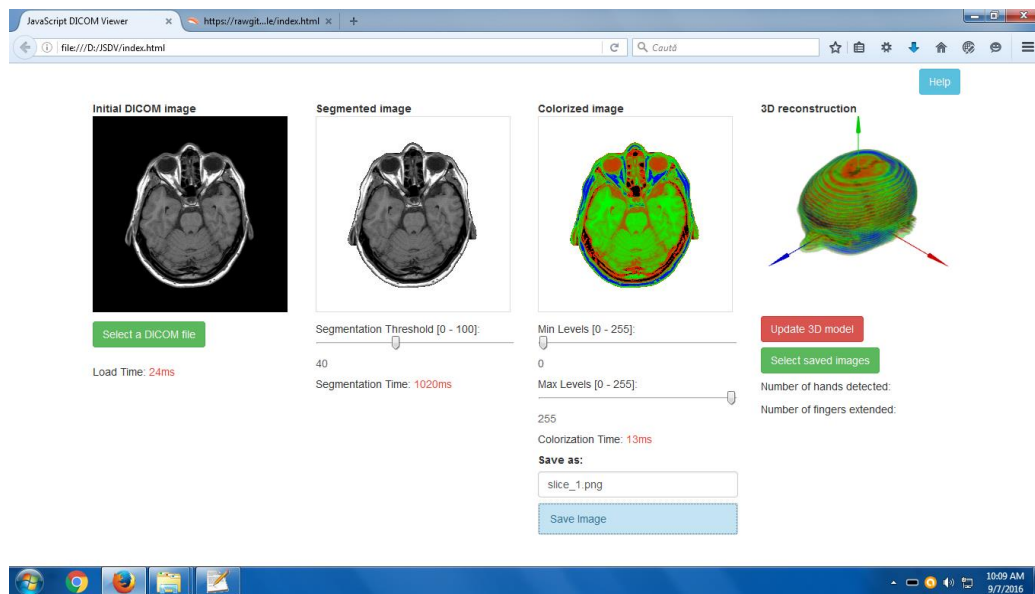 JavaScript DICOM Viewer
https://rawgit...le/index.html
file:///D:/JSDV/index.html
Caută
Help
Initial DICOM image
Segmented image
Colorized image
3D reconstruction
Select a DICOM file
Load Time: 24ms
Segmentation Threshold [0 - 100]:
40
Segmentation Time: 1020ms
Min Levels [0 - 255]:
0
Max Levels [0 - 255]:
255
Colorization Time: 13ms
Save as:
slice_1.png
Save Image
Update 3D model
Select saved images
Number of hands detected:
Number of fingers extended:
10:09 AM
9/7/2016